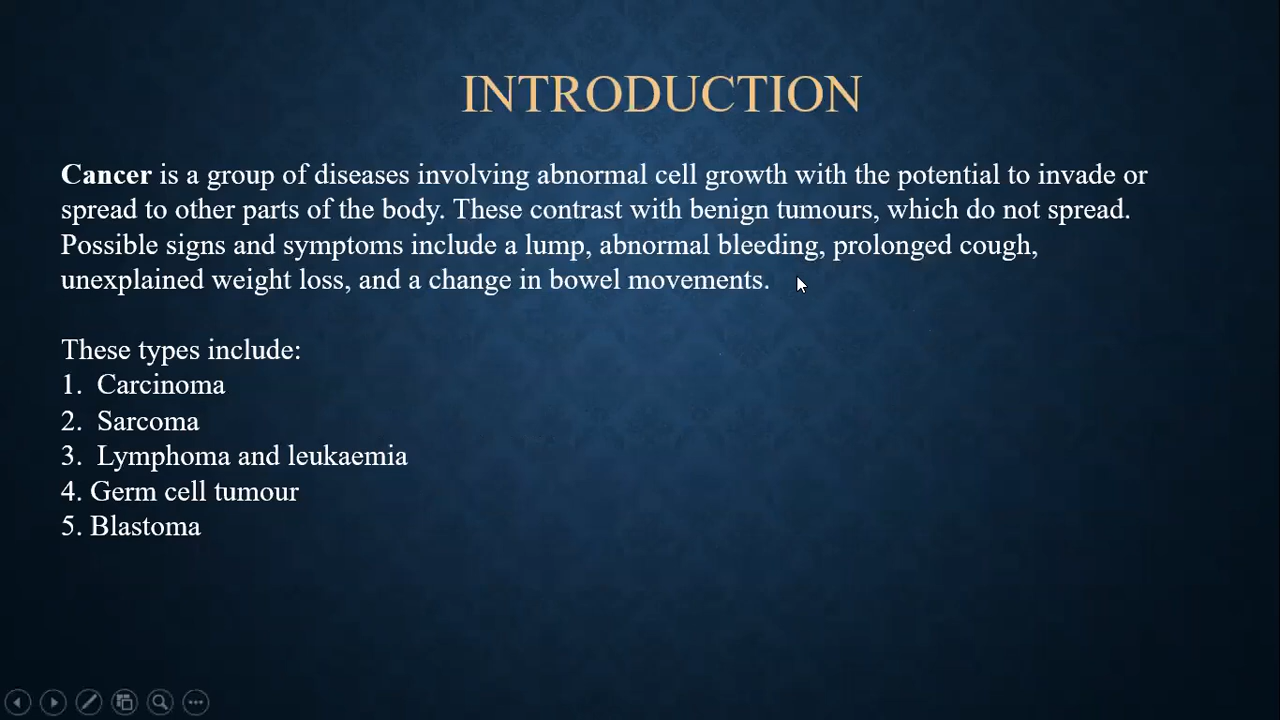 INTRODUCTION
Cancer is a group of diseases involving abnormal cell growth with the potential to invade or
spread to other parts of the body. These contrast with benign tumours, which do not spread.
Possible signs and symptoms include a lump, abnormal bleeding, prolonged cough,
unexplained weight loss, and a change in bowel movements.
These types include:
1. Carcinoma
2. Sarcoma
3. Lymphoma and leukaemia
4. Germ cell tumour
5. Blastoma